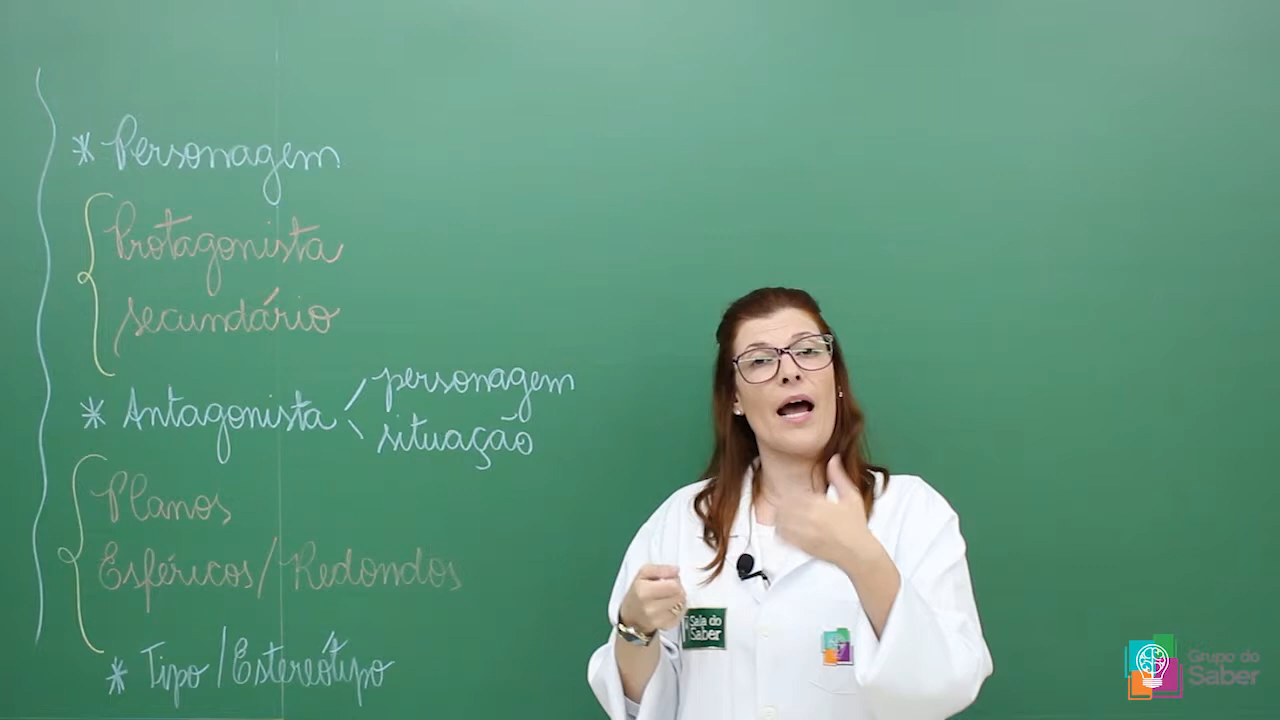 * Personagem
Protagonista
secundário
* Antagonista
personagem
situação
Planos
Esféricos/Redondos
* Tipo/Estereótipo
Sala do
Saber
Grupo do
Saber